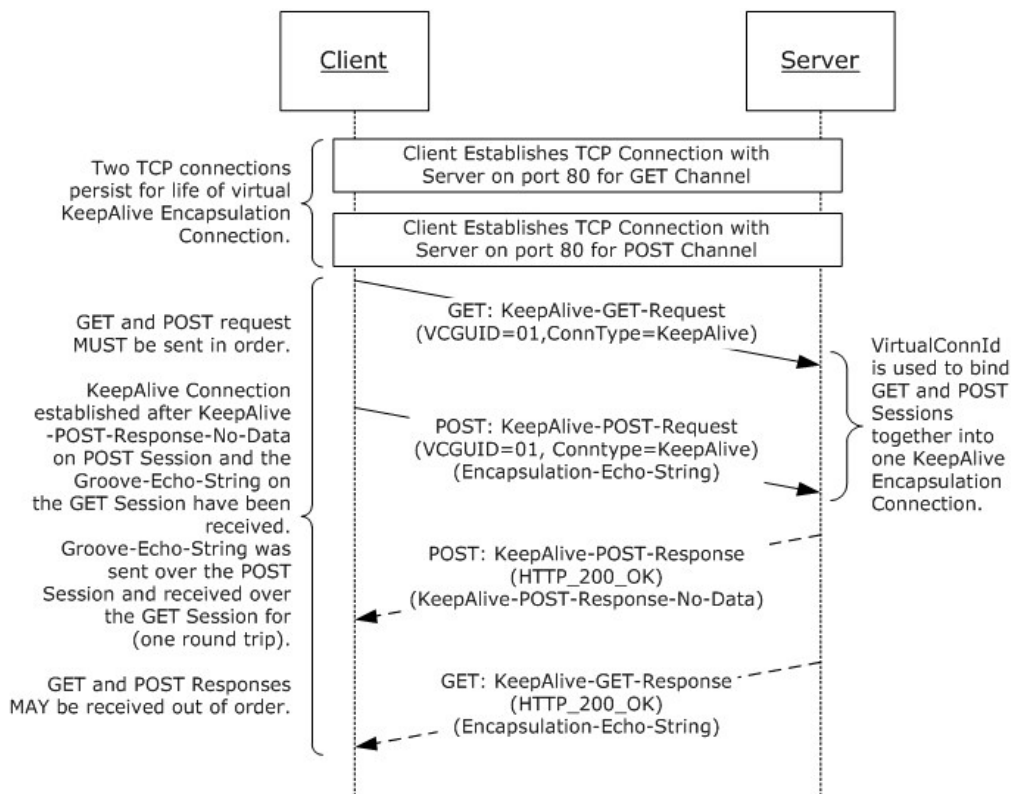 Client
Server
Client Establishes TCP Connection with
Server on port 80 for GET Channel
Two TCP connections
persist for life of virtual
KeepAlive Encapsulation
Connection.
Client Establishes TCP Connection with
Server on port 80 for POST Channel
GET: KeepAlive-GET-Request
(VCGUID=01,ConnType=KeepAlive)
GET and POST request
MUST be sent in order.
KeepAlive Connection
established after KeepAlive
-POST-Response-No-Data
on POST Session and the
Groove-Echo-String on
the GET Session have been
received.
Groove-Echo-String was
sent over the POST
Session and received over
the GET Session for
(one round trip).
GET and POST Responses
MAY be received out of order.
POST: KeepAlive-POST-Request
(VCGUID=01, Conntype=KeepAlive)
(Encapsulation-Echo-String)
VirtualConnId
is used to bind
GET and POST
Sessions
together into
one KeepAlive
Encapsulation
Connection.
POST: KeepAlive-POST-Response
(HTTP_200_OK)
(KeepAlive-POST-Response-No-Data)
GET: KeepAlive-GET-Response
(HTTP_200_OK)
(Encapsulation-Echo-String)